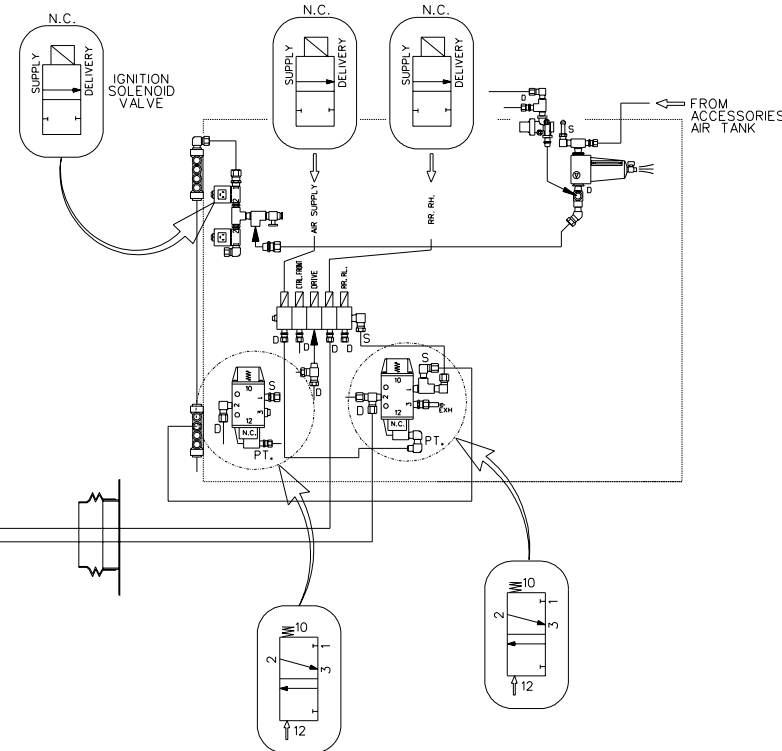 N.C.
SUPPLY
DELIVERY
IGNITION
SOLENOID
VALVE
N.C.
SUPPLY
DELIVERY
N.C.
SUPPLY
DELIVERY
D
D
S
D
FROM
ACCESSORIES
AIR TANK
AIR SUPPLY
RR. RH.
CTRL.FRONT
DRIVE
RR. RL.
S
D
D
D
D
D
10
2
1
3
12
N.C.
S
D
PT.
10
2
1
3
12
N.C.
S
D
EXH
PT.
10
2
1
3
12
10
2
1
3
12